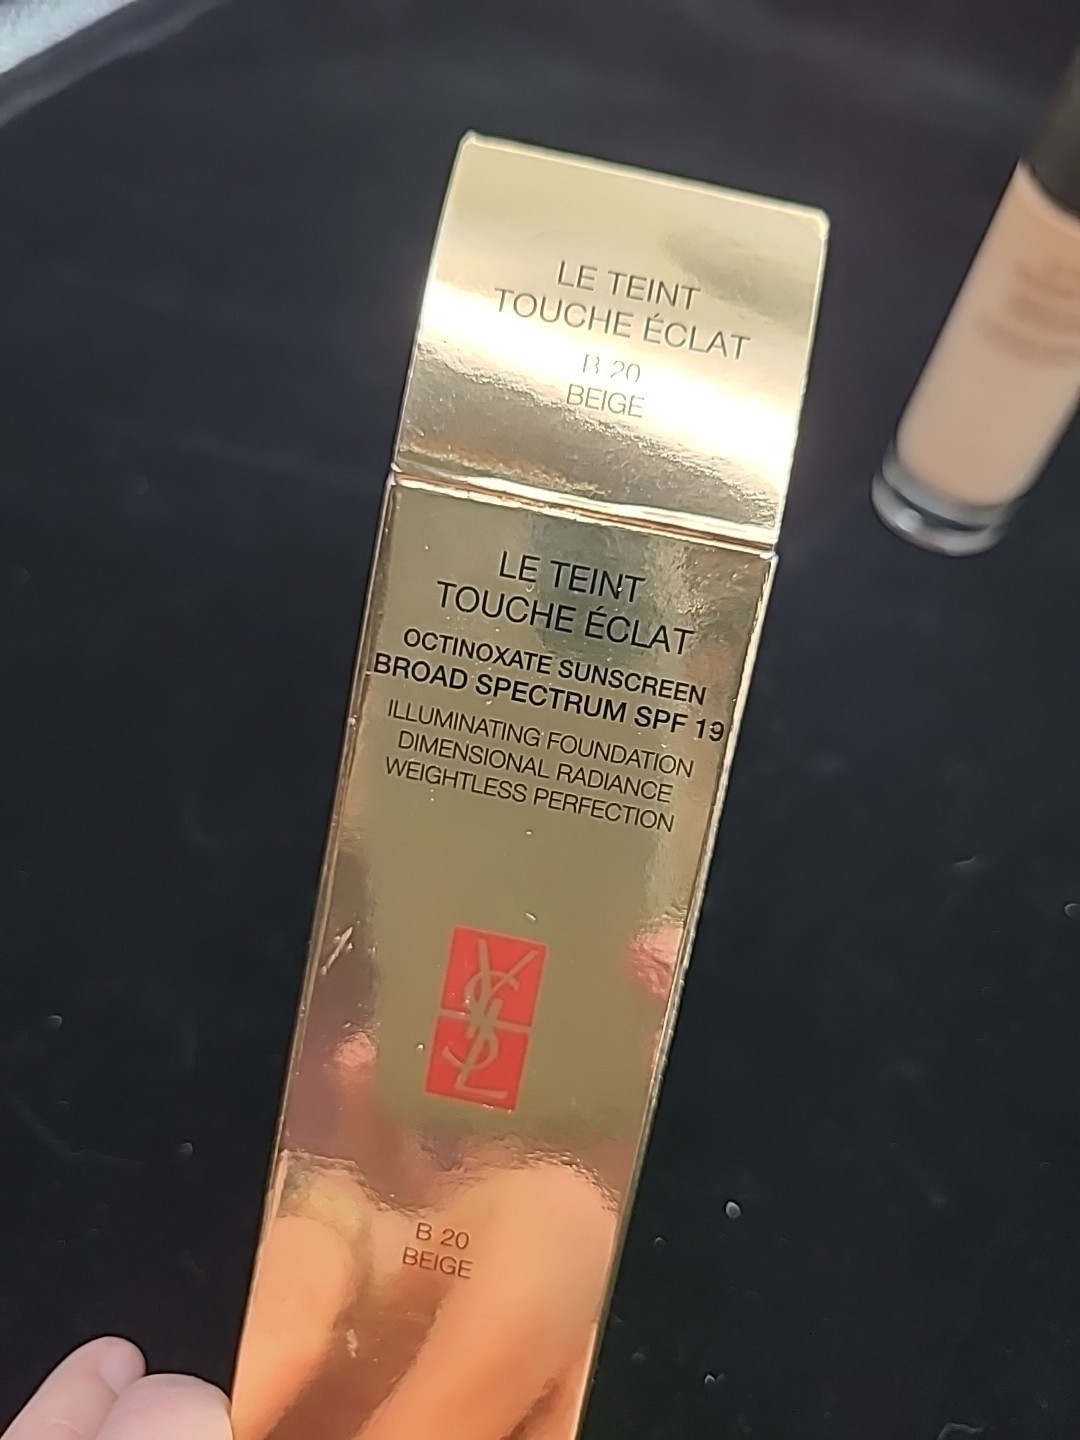 LE TEINT
TOUCHE ÉCLAT
B 20
BEIGE
LE TEINT
TOUCHE ÉCLAT
OCTINOXATE SUNSCREEN
BROAD SPECTRUM SPF 19
ILLUMINATING FOUNDATION
DIMENSIONAL RADIANCE
WEIGHTLESS PERFECTION
YSL
B 20
BEIGE